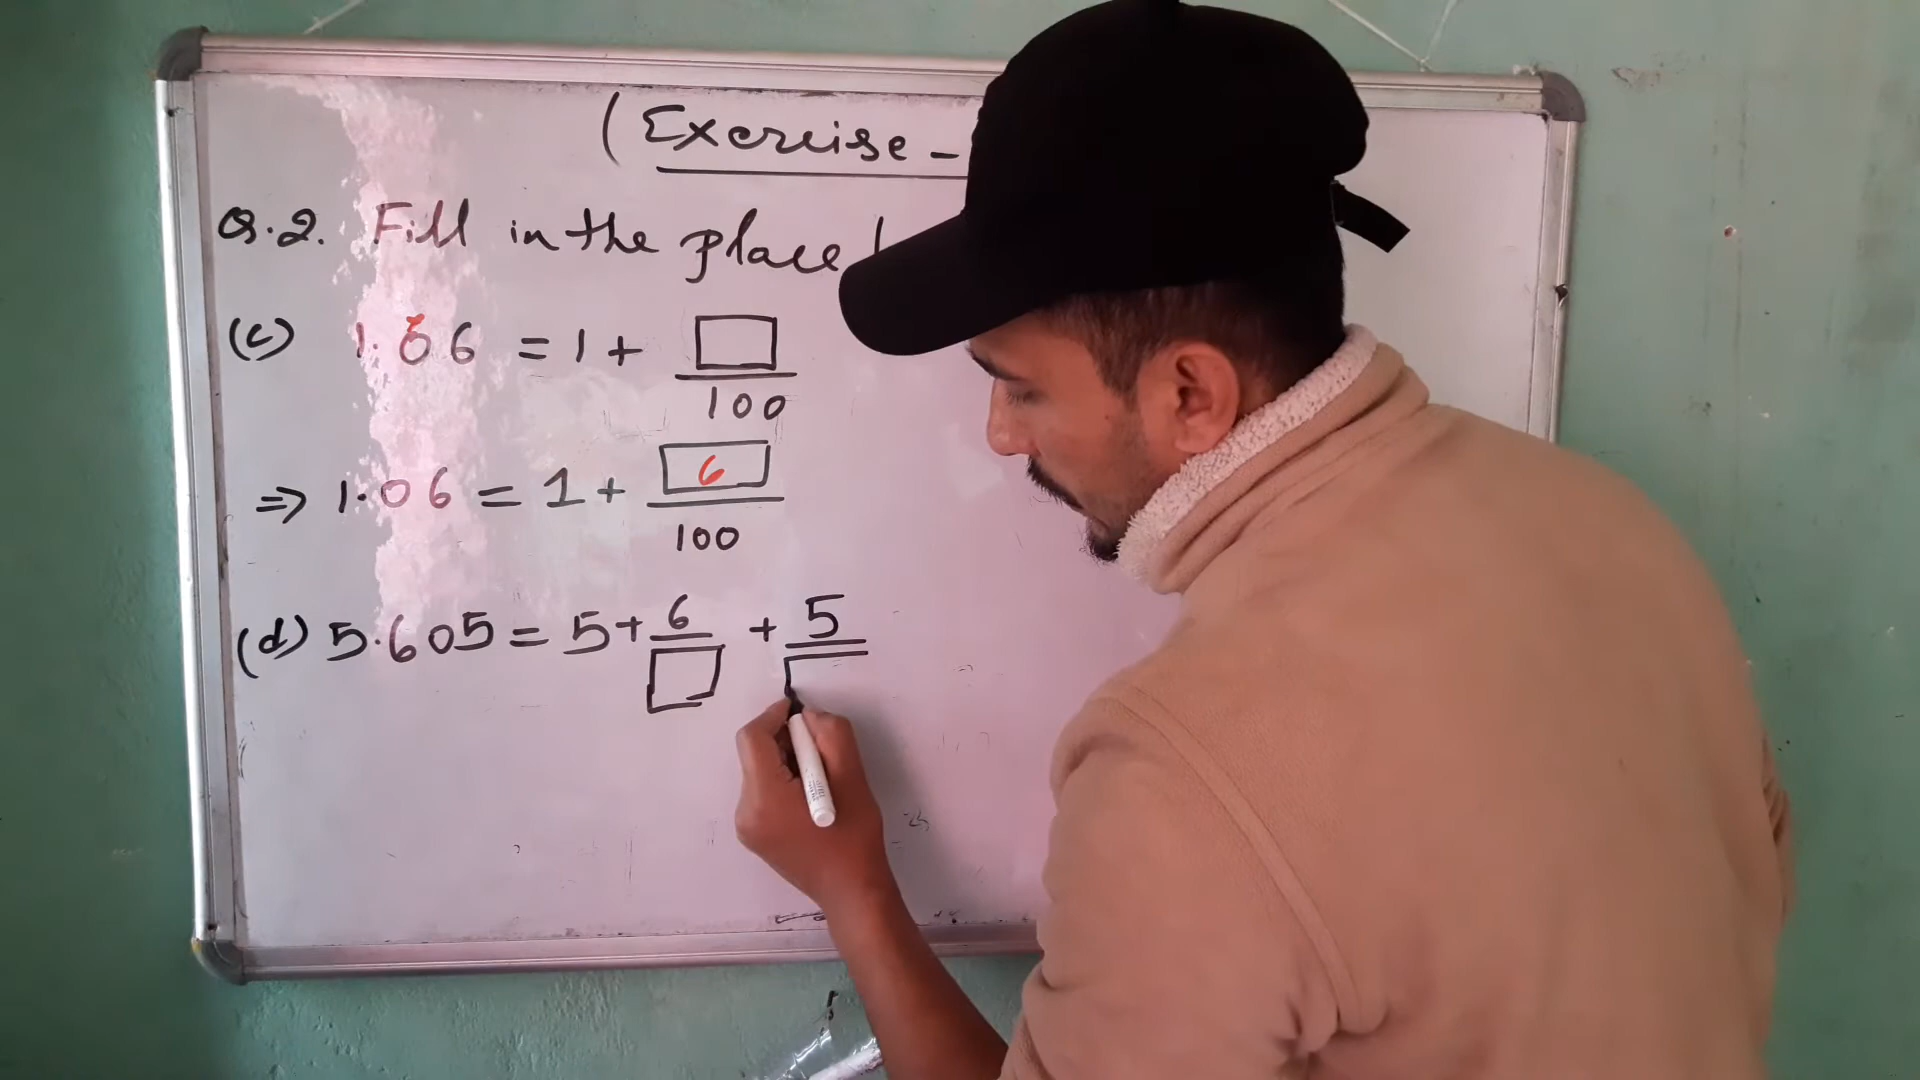 (Exercise -
Q.2. Fill in the place
(c) 1.06 = 1 + □/100
⇒ 1.06 = 1 + 6/100
(d) 5.605 = 5 + 6/□ + 5/